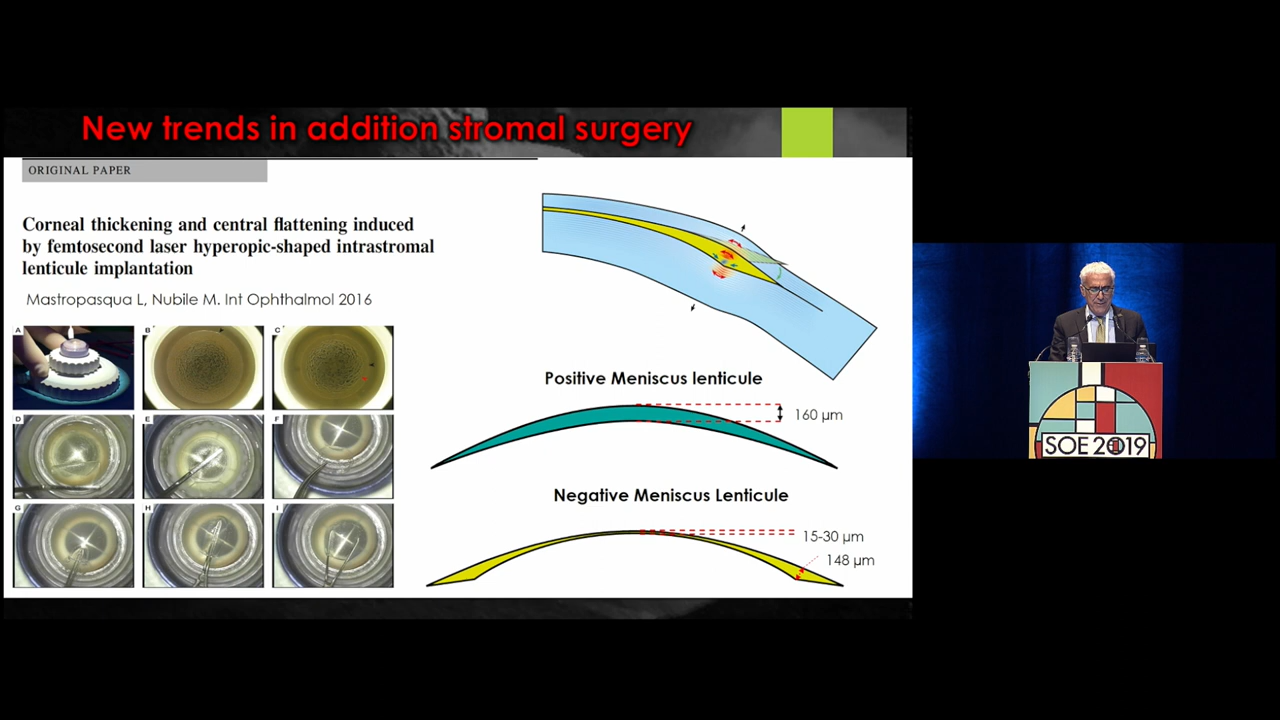 New trends in addition stromal surgery
ORIGINAL PAPER
Corneal thickening and central flattening induced
by femtosecond laser hyperopic-shaped intrastromal
lenticule implantation
Mastropasqua L, Nubile M. Int Ophthalmol 2016
A
B
C
D
E
F
G
H
I
Positive Meniscus lenticule
160 µm
Negative Meniscus Lenticule
15-30 µm
148 µm
SOE 2019